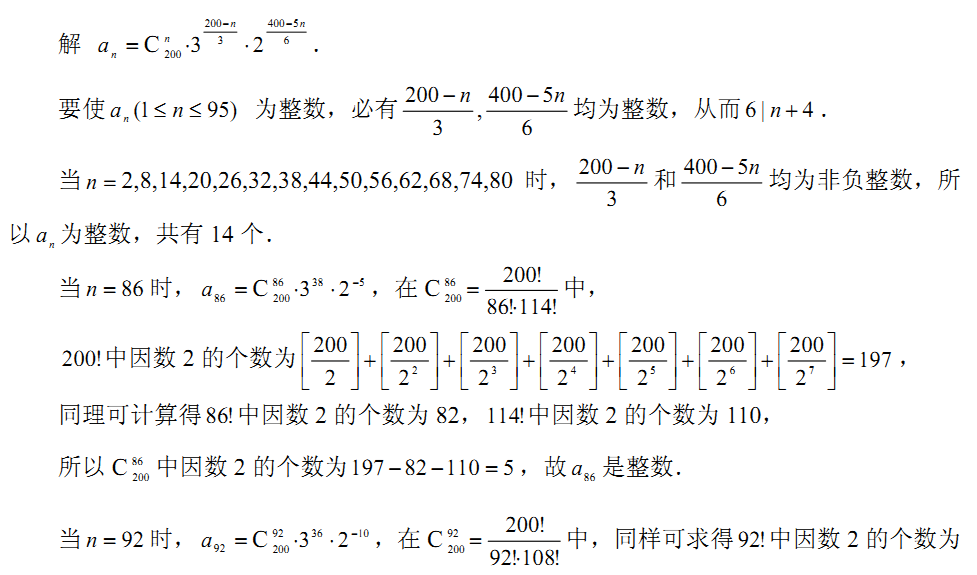 解 $a_n = \mathrm{C}_{200}^{n} \cdot 3^{\frac{200-n}{3}} \cdot 2^{\frac{400-5n}{6}}$．
要使 $a_n (1 \le n \le 95)$ 为整数，必有 $\frac{200-n}{3}, \frac{400-5n}{6}$ 均为整数，从而 $6 \mid n+4$．
当 $n=$2,8,14,20,26,32,38,44,50,56,62,68,74,80 时，$\frac{200-n}{3}$ 和 $\frac{400-5n}{6}$ 均为非负整数，所
以 $a_n$ 为整数，共有 14 个．
当 $n=86$ 时，$a_{86} = \mathrm{C}_{200}^{86} \cdot 3^{38} \cdot 2^{-5}$，在 $\mathrm{C}_{200}^{86} = \frac{200!}{86! \cdot 114!}$ 中，
$200!$ 中因数 2 的个数为 $\left[\frac{200}{2}\right]+\left[\frac{200}{2^2}\right]+\left[\frac{200}{2^3}\right]+\left[\frac{200}{2^4}\right]+\left[\frac{200}{2^5}\right]+\left[\frac{200}{2^6}\right]+\left[\frac{200}{2^7}\right]=197$，
同理可计算得 $86!$ 中因数 2 的个数为 82，$114!$ 中因数 2 的个数为 110，
所以 $\mathrm{C}_{200}^{86}$ 中因数 2 的个数为 $197-82-110=5$，故 $a_{86}$ 是整数．
当 $n=92$ 时，$a_{92} = \mathrm{C}_{200}^{92} \cdot 3^{36} \cdot 2^{-10}$，在 $\mathrm{C}_{200}^{92} = \frac{200!}{92! \cdot 108!}$ 中，同样可求得 $92!$ 中因数 2 的个数为